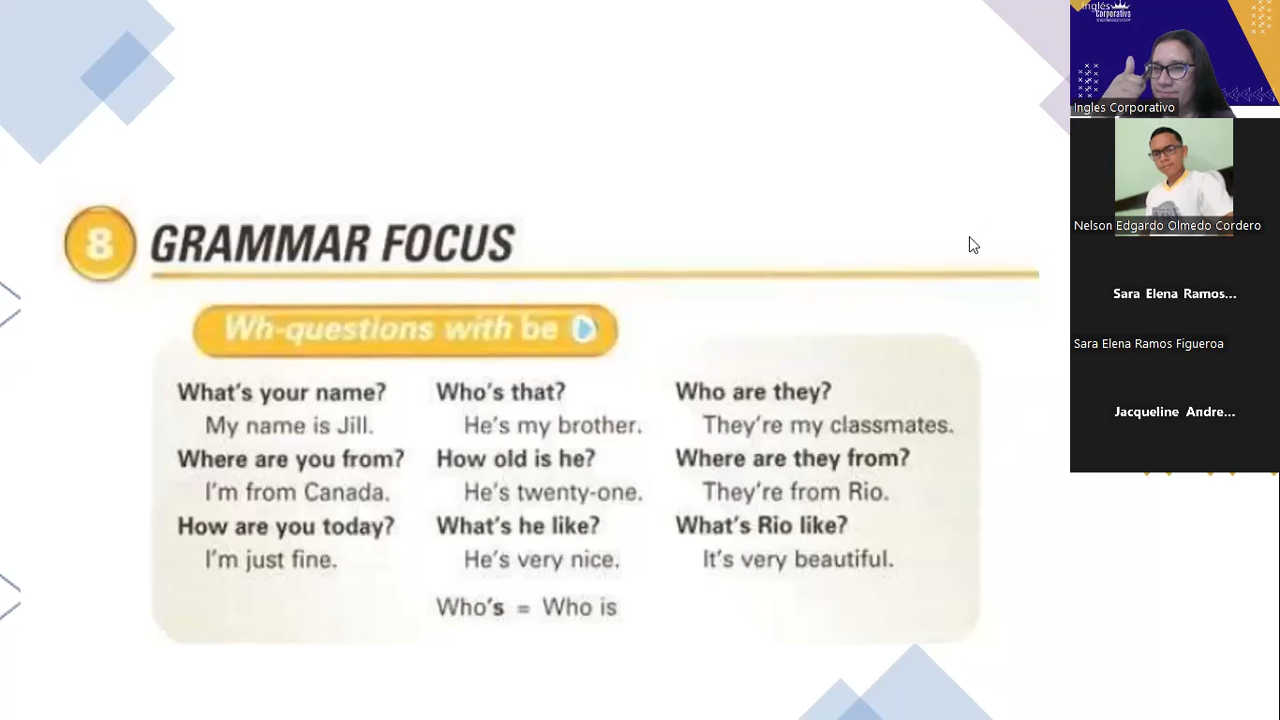 8 GRAMMAR FOCUS
Wh-questions with be
What's your name?
My name is Jill.
Where are you from?
I'm from Canada.
How are you today?
I'm just fine.
Who's that?
He's my brother.
How old is he?
He's twenty-one.
What's he like?
He's very nice.
Who's = Who is
Who are they?
They're my classmates.
Where are they from?
They're from Rio.
What's Rio like?
It's very beautiful.
Inglés
Corporativo
Ingles Corporativo
Nelson Edgardo Olmedo Cordero
Sara Elena Ramos...
Sara Elena Ramos Figueroa
Jacqueline Andre...